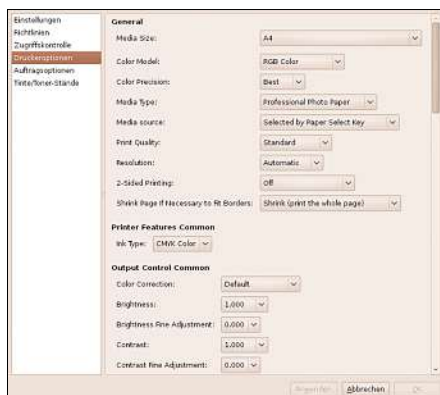 Einstellungen
Richtlinien
Zugriffskontrolle
Druckeroptionen
Auftragsoptionen
Tinte/Toner-Stände
General
Media Size: A4
Color Model: RGB Color
Color Precision: Best
Media Type: Professional Photo Paper
Media source: Selected by Paper Select Key
Print Quality: Standard
Resolution: Automatic
2-Sided Printing: Off
Shrink Page If Necessary to Fit Borders: Shrink (print the whole page)
Printer Features Common
Ink Type: CMYK Color
Output Control Common
Color Correction: Default
Brightness: 1.000
Brightness Fine Adjustment: 0.000
Contrast: 1.000
Contrast Fine Adjustment: 0.000
Anwenden Abbrechen OK